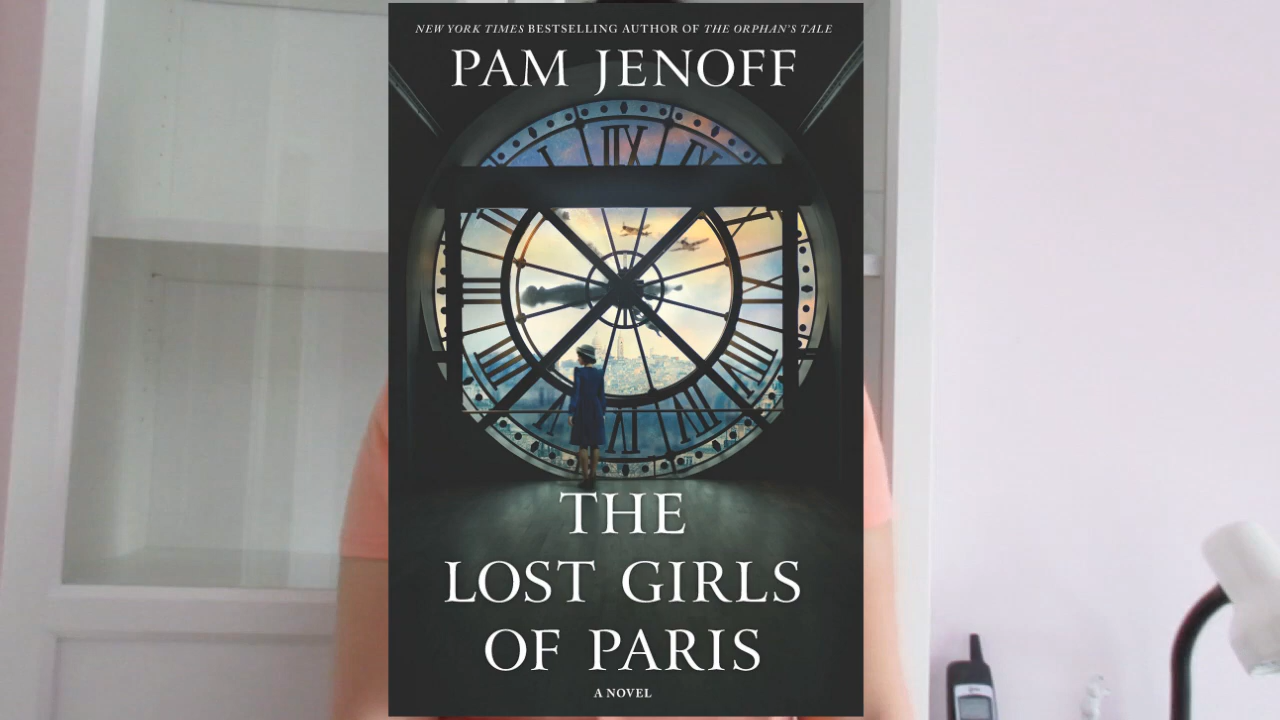 NEW YORK TIMES BESTSELLING AUTHOR OF THE ORPHAN'S TALE
PAM JENOFF
THE
LOST GIRLS
OF PARIS
A NOVEL